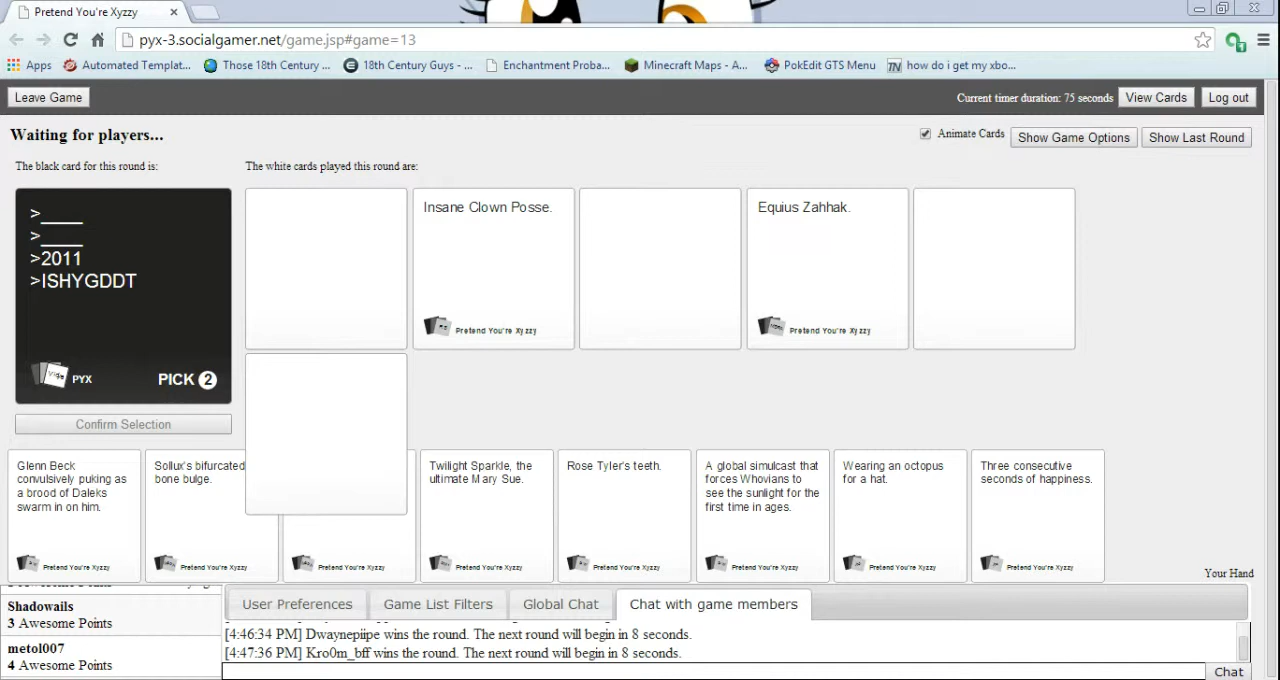 Pretend You're Xyzzy
pyx-3.socialgamer.net/game.jsp#game=13
Apps Automated Templat... Those 18th Century ... 18th Century Guys - ... Enchantment Proba... Minecraft Maps - A... PokEdit GTS Menu how do i get my xbo...
Leave Game
Current timer duration: 75 seconds
View Cards
Log out
Waiting for players...
Animate Cards
Show Game Options
Show Last Round
The black card for this round is:
The white cards played this round are:
>____
>____
>2011
>ISHYGDDT
PYX
PICK 2
Insane Clown Posse.
Pretend You're Xyzzy
Equius Zahhak.
Pretend You're Xyzzy
Confirm Selection
Glenn Beck
convulsively puking as
a brood of Daleks
swarm in on him.
Pretend You're Xyzzy
Sollux's bifurcated
bone bulge.
Pretend You're Xyzzy
Pretend You're Xyzzy
Twilight Sparkle, the
ultimate Mary Sue.
Pretend You're Xyzzy
Rose Tyler's teeth.
Pretend You're Xyzzy
A global simulcast that
forces Whovians to
see the sunlight for the
first time in ages.
Pretend You're Xyzzy
Wearing an octopus
for a hat.
Pretend You're Xyzzy
Three consecutive
seconds of happiness.
Pretend You're Xyzzy
Your Hand
Shadowails
3 Awesome Points
metol007
4 Awesome Points
User Preferences
Game List Filters
Global Chat
Chat with game members
[4:46:34 PM] Dwaynepiipe wins the round. The next round will begin in 8 seconds.
[4:47:36 PM] Kro0m_bff wins the round. The next round will begin in 8 seconds.
Chat